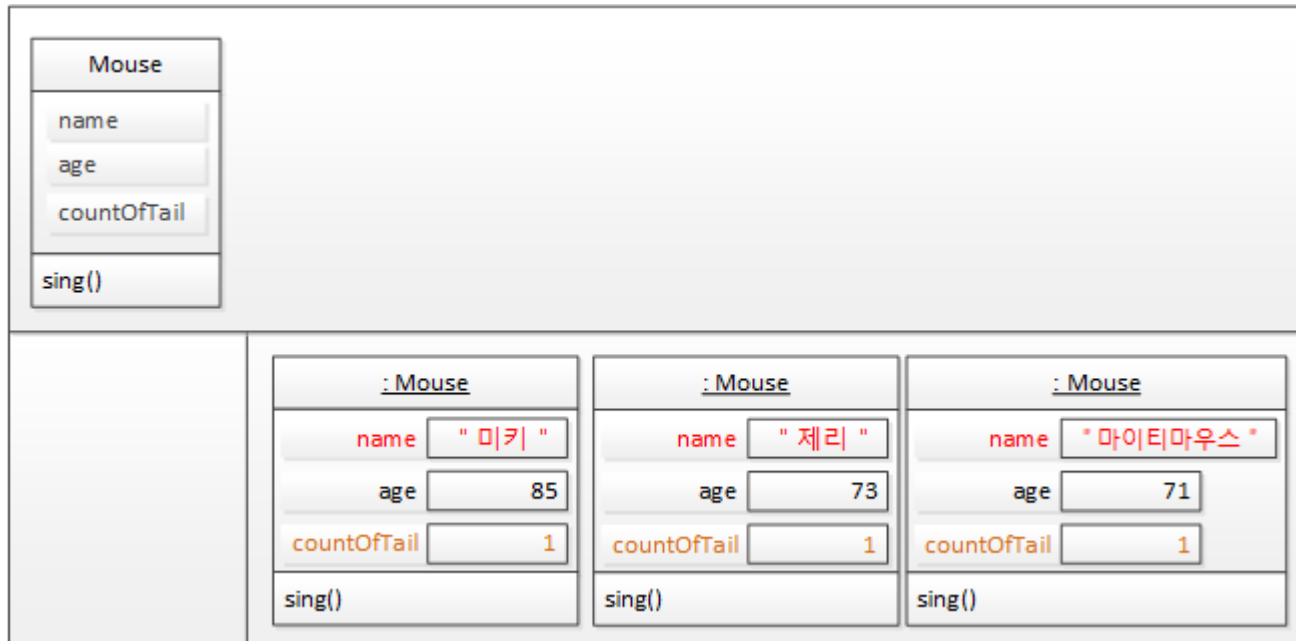 Mouse
name
age
countOfTail
sing()
: Mouse
name " 미키 "
age 85
countOfTail 1
sing()
: Mouse
name " 제리 "
age 73
countOfTail 1
sing()
: Mouse
name " 마이티마우스 "
age 71
countOfTail 1
sing()